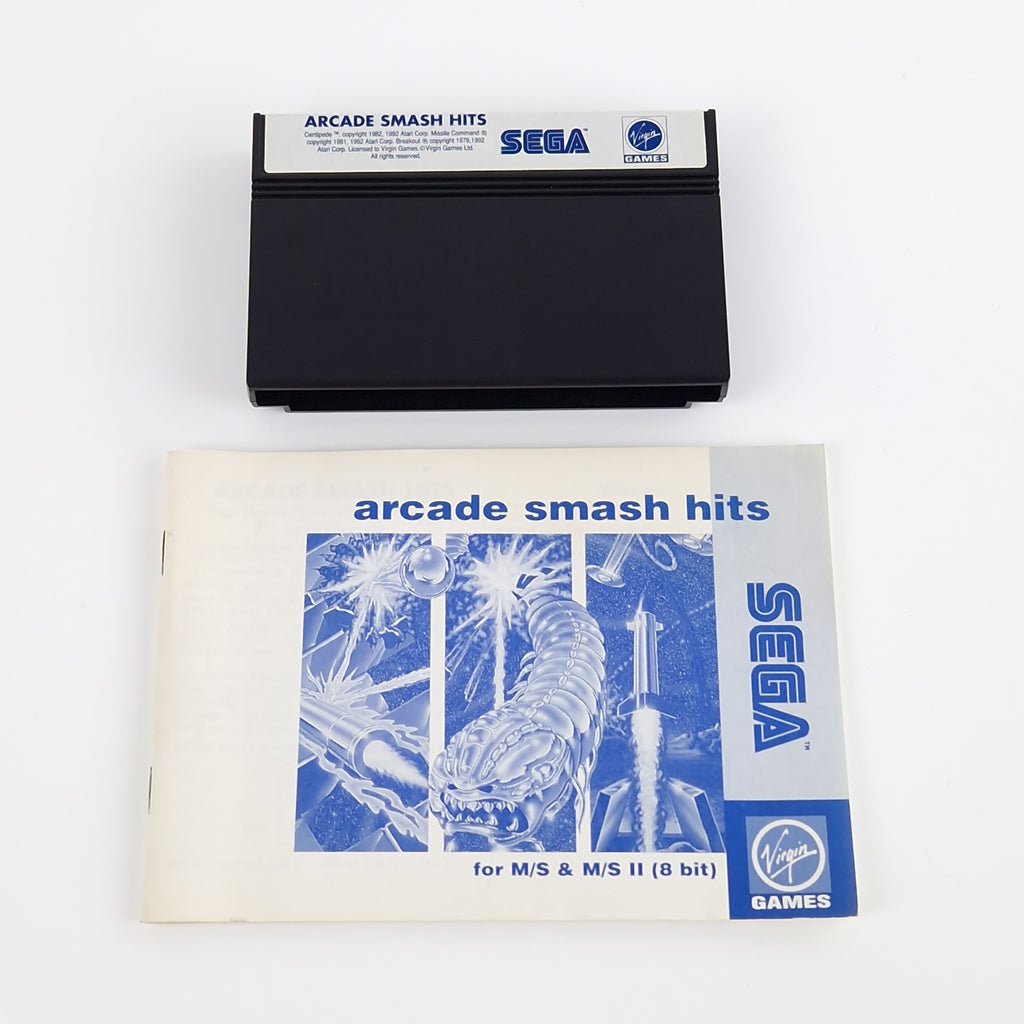 ARCADE SMASH HITS
Centipede ™, copyright 1982, 1992 Atari Corp. Missile Command ®
copyright 1981, 1992 Atari Corp. Breakout ® copyright 1978,1992
Atari Corp. Licensed to Virgin Games. © Virgin Games Ltd.
All rights reserved.
SEGA™
Virgin
GAMES
arcade smash hits
SEGA™
for M/S & M/S II (8 bit)
Virgin
GAMES